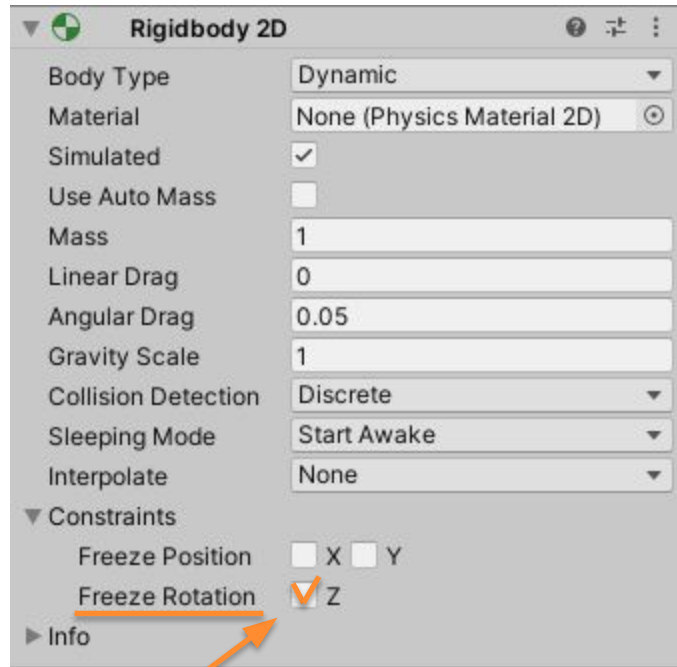 Rigidbody 2D
Body Type Dynamic
Material None (Physics Material 2D)
Simulated
Use Auto Mass
Mass 1
Linear Drag 0
Angular Drag 0.05
Gravity Scale 1
Collision Detection Discrete
Sleeping Mode Start Awake
Interpolate None
Constraints
Freeze Position X Y
Freeze Rotation Z
Info